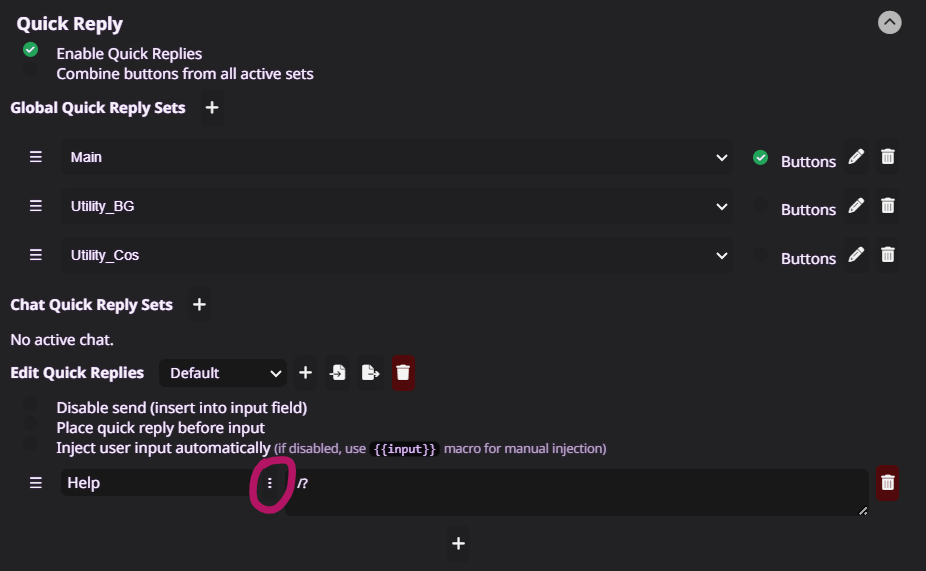 Quick Reply
Enable Quick Replies
Combine buttons from all active sets
Global Quick Reply Sets
Main
Buttons
Utility_BG
Buttons
Utility_Cos
Buttons
Chat Quick Reply Sets
No active chat.
Edit Quick Replies Default
Disable send (insert into input field)
Place quick reply before input
Inject user input automatically (if disabled, use {{input}} macro for manual injection)
Help /?